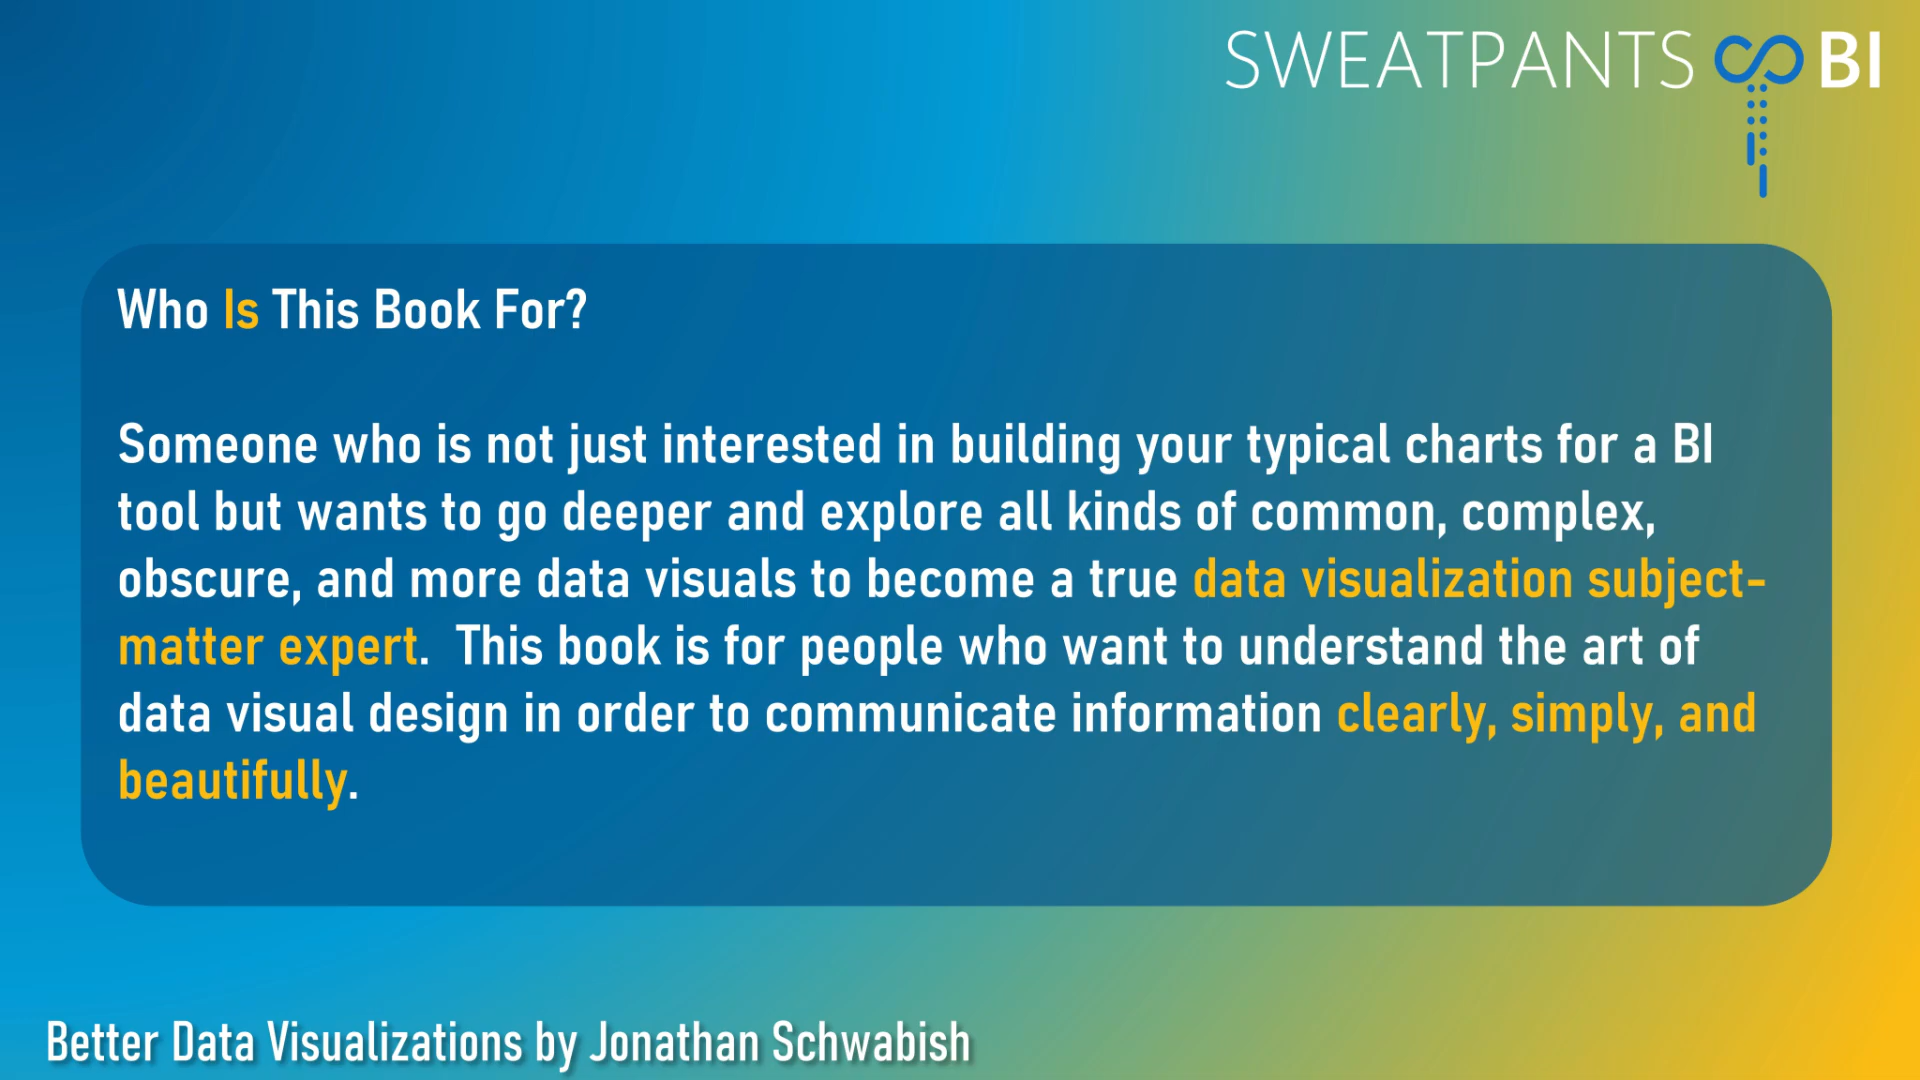 SWEATPANTS BI
Who Is This Book For?
Someone who is not just interested in building your typical charts for a BI
tool but wants to go deeper and explore all kinds of common, complex,
obscure, and more data visuals to become a true data visualization subject-
matter expert.  This book is for people who want to understand the art of
data visual design in order to communicate information clearly, simply, and
beautifully.
Better Data Visualizations by Jonathan Schwabish